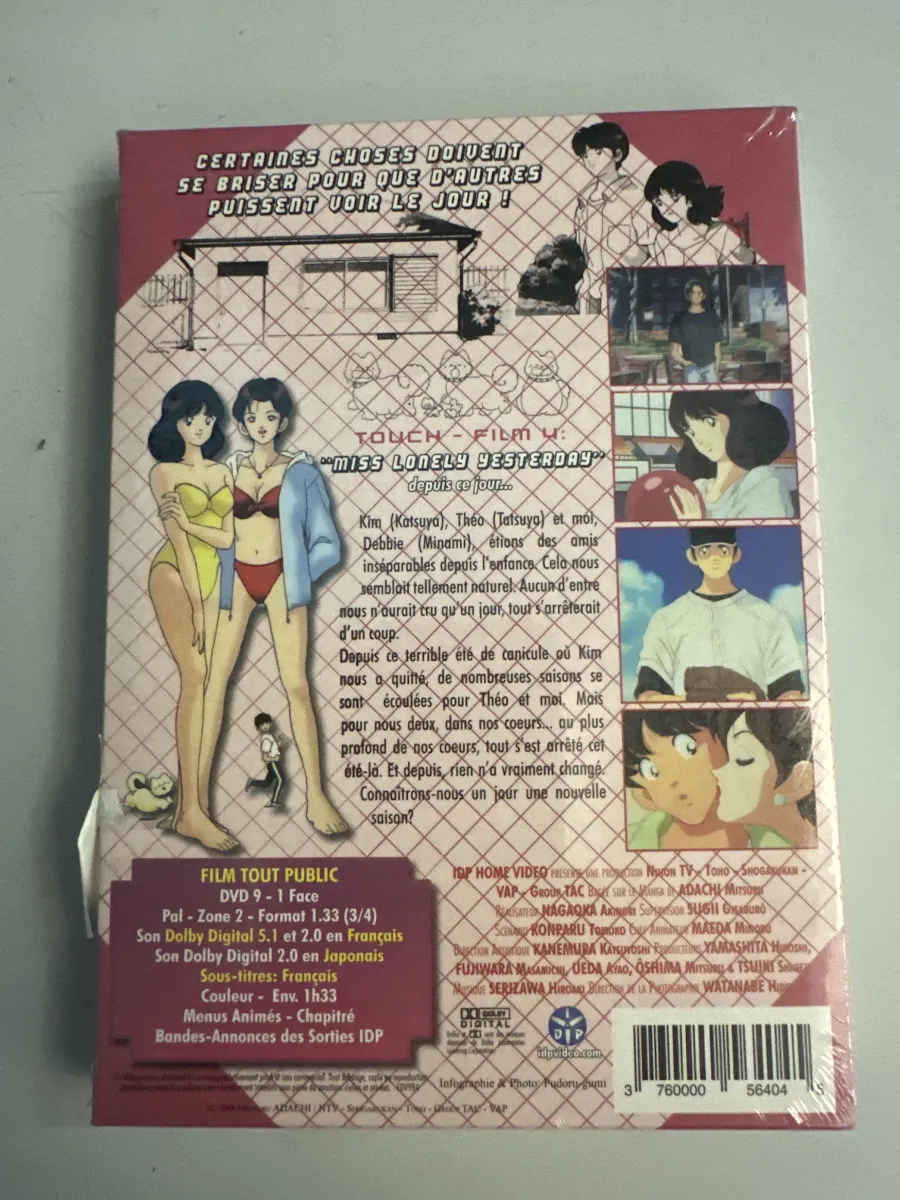 CERTAINES CHOSES DOIVENT
SE BRISER POUR QUE D'AUTRES
PUISSENT VOIR LE JOUR !
TOUCH - FILM 4:
"MISS LONELY YESTERDAY"
depuis ce jour...
Kim (Katsuya), Théo (Tatsuya) et moi,
Debbie (Minami), étions des amis
inséparables depuis l'enfance. Cela nous
semblait tellement naturel. Aucun d'entre
nous n'aurait cru qu'un jour, tout s'arrêterait
d'un coup.
Depuis ce terrible été de canicule où Kim
nous a quitté, de nombreuses saisons se
sont écoulées pour Théo et moi. Mais
pour nous deux, dans nos coeurs... au plus
profond de nos coeurs, tout s'est arrêté cet
été-là. Et depuis, rien n'a vraiment changé.
Connaîtrons-nous un jour une nouvelle
saison?
FILM TOUT PUBLIC
DVD 9 - 1 Face
Pal - Zone 2 - Format 1.33 (3/4)
Son Dolby Digital 5.1 et 2.0 en Français
Son Dolby Digital 2.0 en Japonais
Sous-titres: Français
Couleur - Env. 1h33
Menus Animés - Chapitré
Bandes-Annonces des Sorties IDP
IDP HOME VIDEO PRÉSENTE UNE PRODUCTION NIPPON TV - TOHO - SHOGAKUKAN -
VAP - GROUP TAC BASÉE SUR LE MANGA DE ADACHI MITSURU
RÉALISATEUR NAGAOKA AKINORI SUPERVISION SUGII GISABURÔ
SCÉNARIO KONPARU TOMOKO CHEF ANIMATEUR MAEDA MINORU
DIRECTION ARTISTIQUE KANEMURA KATSUYOSHI PRODUCTEURS YAMASHITA HIROSHI,
FUJIWARA MASAMICHI, UEDA AYAO, ÔSHIMA MITSURU & TSUIKI
MUSIQUE SERIZAWA HIROAKI DIRECTION DE LA PHOTOGRAPHIE WATANABE
DOLBY
DIGITAL
IDP
idpvideo.com
Infographie & Photo: Fudoru-gumi
ADACHI / NTV - SHOGAKUKAN - TOHO - GROUP TAC - VAP
3 760000 56404 5